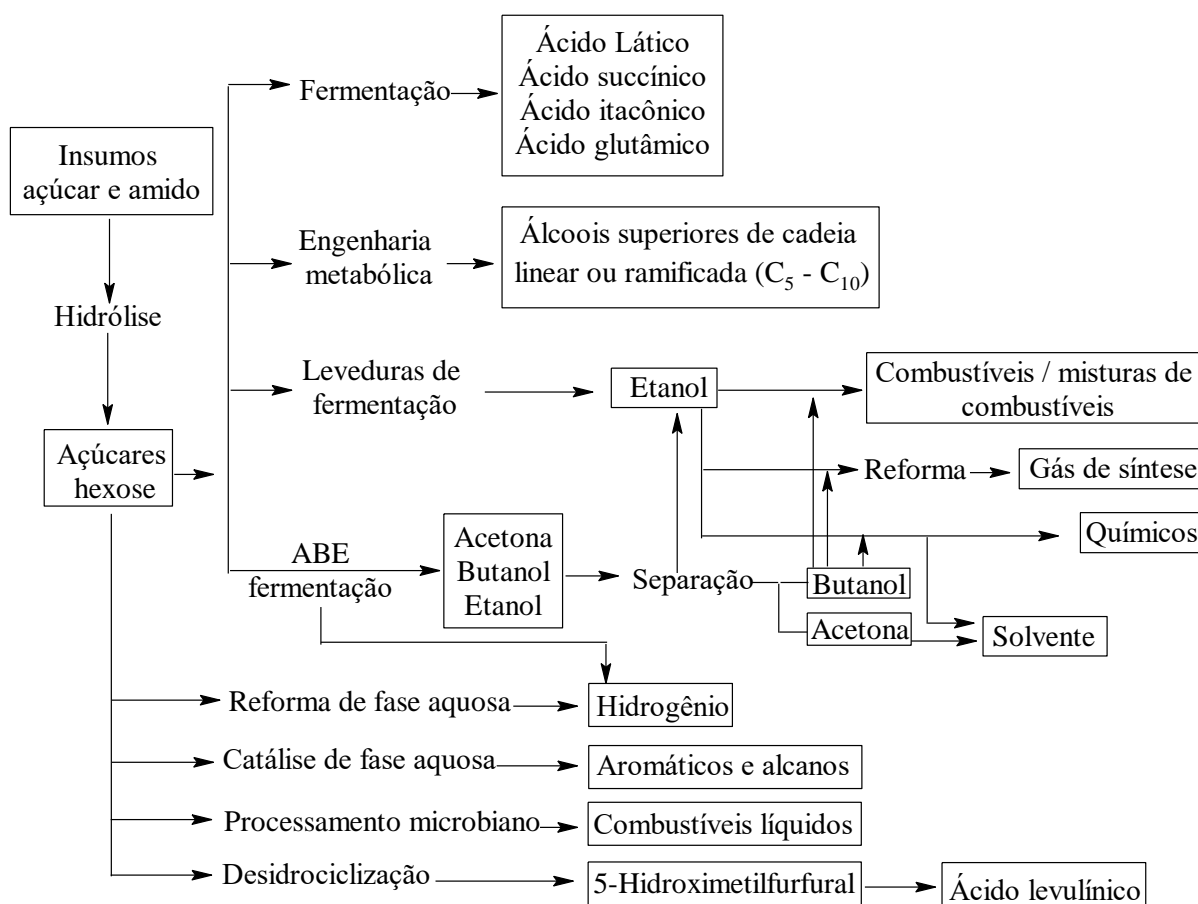 Ácido Lático
Ácido succínico
Ácido itacônico
Ácido glutâmico
Fermentação
Insumos
açúcar e amido
Engenharia
metabólica
Álcoois superiores de cadeia
linear ou ramificada (C5 - C10)
Hidrólise
Leveduras de
fermentação
Etanol
Combustíveis / misturas de
combustíveis
Açúcares
hexose
Reforma
Gás de síntese
Químicos
ABE
fermentação
Acetona
Butanol
Etanol
Separação
Butanol
Acetona
Solvente
Reforma de fase aquosa
Hidrogênio
Catálise de fase aquosa
Aromáticos e alcanos
Processamento microbiano
Combustíveis líquidos
Desidrociclização
5-Hidroximetilfurfural
Ácido levulínico